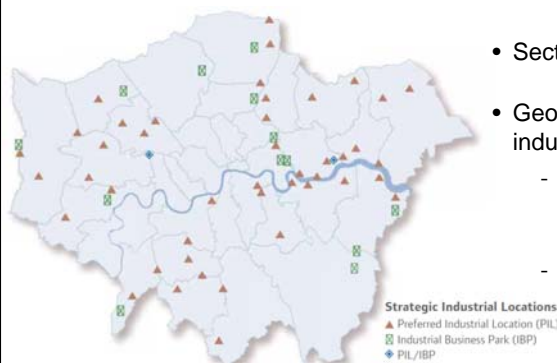 • Sect
• Geo
indu
-
-
Strategic Industrial Locations
Preferred Industrial Location (PIL)
Industrial Business Park (IBP)
PIL/IBP